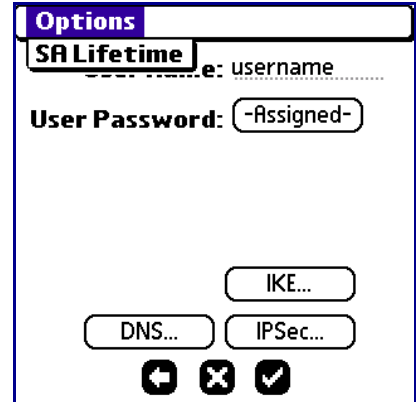 Options
SA Lifetime
e: username
User Password: -Assigned-
IKE...
DNS... IPSec...